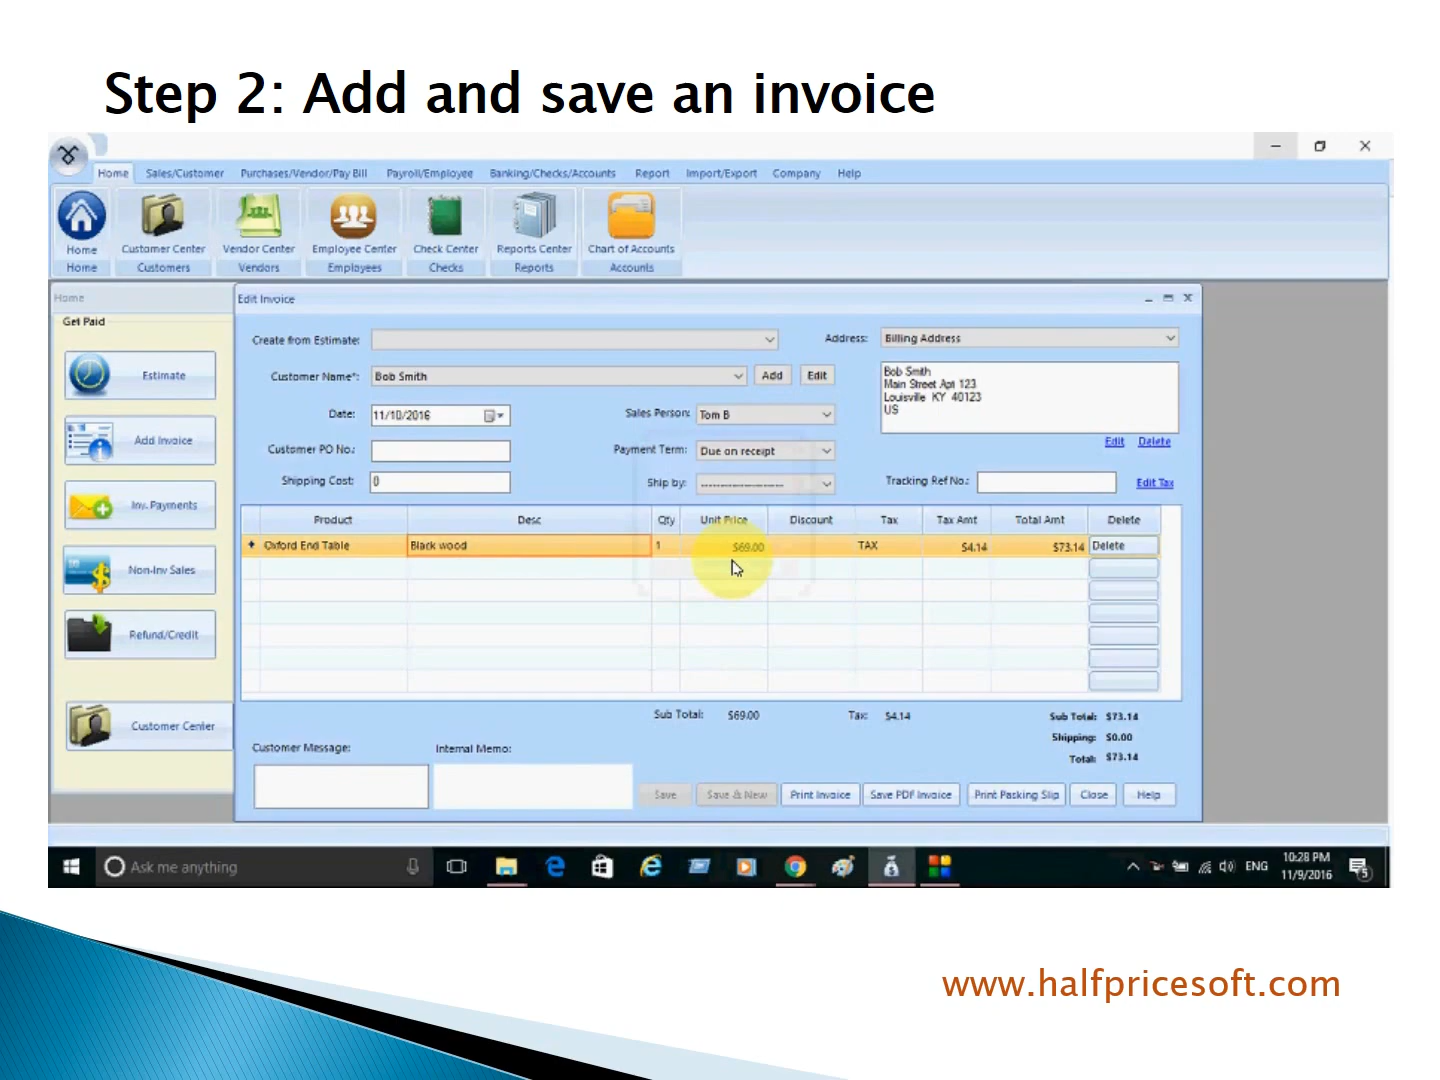 Step 2: Add and save an invoice
Home Sales/Customer Purchases/Vendor/Pay Bill Payroll/Employee Banking/Checks/Accounts Report Import/Export Company Help
Home Customer Center Vendor Center Employee Center Check Center Reports Center Chart of Accounts
Home Customers Vendors Employees Checks Reports Accounts
Home
Get Paid
Estimate
Add Invoice
Inv. Payments
Non-Inv Sales
Refund/Credit
Customer Center
Edit Invoice
Create from Estimate: Address: Billing Address
Customer Name*: Bob Smith Add Edit
Bob Smith
Main Street Apt 123
Louisville KY 40123
US
Date: 11/10/2016 Sales Person: Tom B
Edit Delete
Customer PO No.: Payment Term: Due on receipt
Shipping Cost: 0 Ship by: -------------------- Tracking Ref No.: Edit Tax
Product Desc Qty Unit Price Discount Tax Tax Amt Total Amt Delete
Oxford End Table Black wood 1 $69.00 TAX $4.14 $73.14 Delete
Sub Total: $69.00 Tax: $4.14 Sub Total: $73.14
Shipping: $0.00
Total: $73.14
Customer Message: Internal Memo:
Save Save & New Print Invoice Save PDF Invoice Print Packing Slip Close Help
Ask me anything ENG 10:28 PM
11/9/2016 5
www.halfpricesoft.com